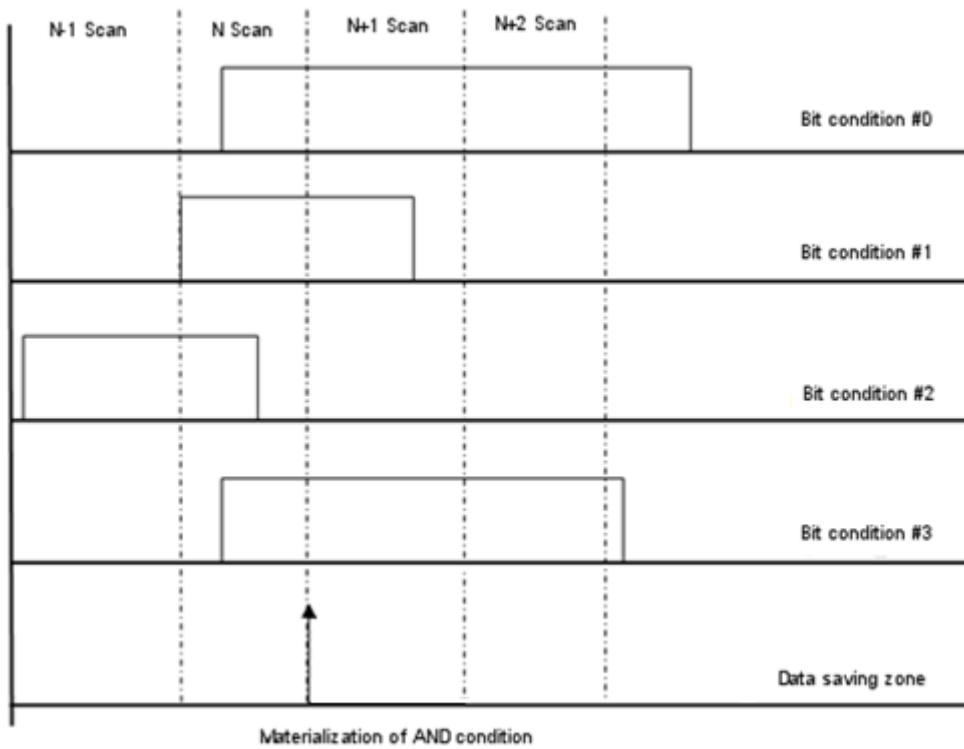 N-1 Scan
N Scan
N+1 Scan
N+2 Scan
Bit condition #0
Bit condition #1
Bit condition #2
Bit condition #3
Data saving zone
Materialization of AND condition